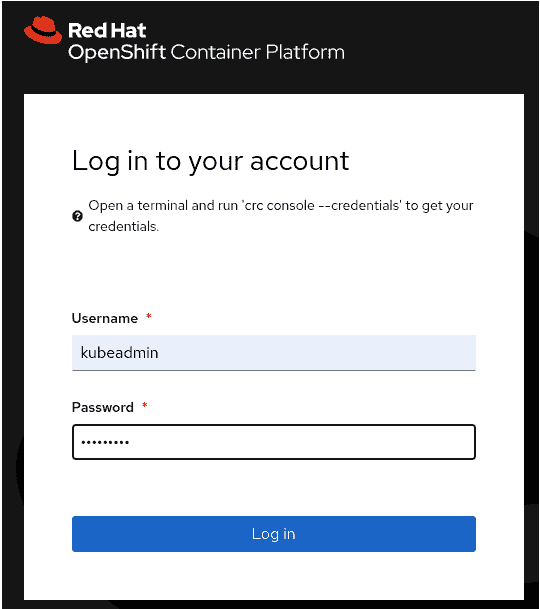 Red Hat
OpenShift Container Platform
Log in to your account
Open a terminal and run 'crc console --credentials' to get your
credentials.
Username *
kubeadmin
Password *
•••••••••
Log in